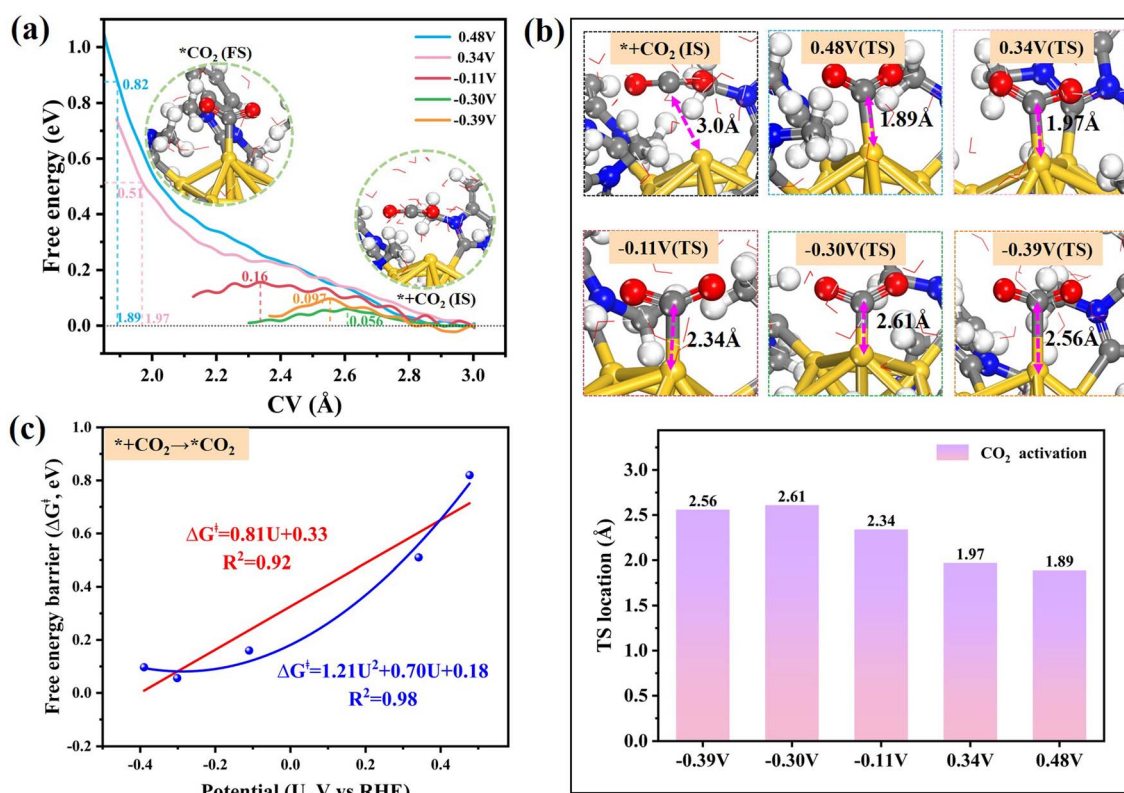 (a)
1.0
0.8
0.6
0.4
0.2
0.0
Free energy (eV)
*CO₂ (FS)
0.48V
0.34V
-0.11V
-0.30V
-0.39V
0.82
0.51
0.16
0.097
0.056
*+CO₂ (IS)
1.89
1.97
2.0
2.2
2.4
2.6
2.8
3.0
CV (Å)
(b)
*+CO₂ (IS)
3.0Å
0.48V(TS)
1.89Å
0.34V(TS)
1.97Å
-0.11V(TS)
2.34Å
-0.30V(TS)
2.61Å
-0.39V(TS)
2.56Å
CO₂ activation
3.0
2.5
2.0
1.5
1.0
0.5
0.0
TS location (Å)
2.56
2.61
2.34
1.97
1.89
-0.39V
-0.30V
-0.11V
0.34V
0.48V
(c)
1.0
0.8
0.6
0.4
0.2
0.0
-0.2
Free energy barrier (ΔG‡, eV)
*+CO₂→*CO₂
ΔG‡=0.81U+0.33
R²=0.92
ΔG‡=1.21U²+0.70U+0.18
R²=0.98
-0.4
-0.2
0.0
0.2
0.4
Potential (U, V vs RHE)